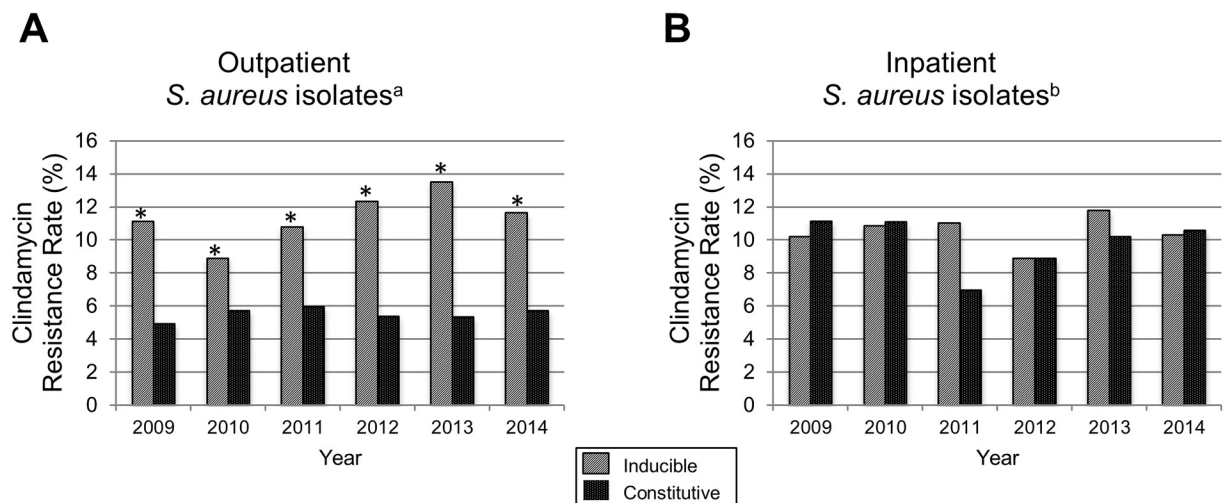 A
Outpatient
S. aureus isolatesa
Clindamycin
Resistance Rate (%)
16
14
12
10
8
6
4
2
0
*
*
*
*
*
*
2009 2010 2011 2012 2013 2014
Year
B
Inpatient
S. aureus isolatesb
Clindamycin
Resistance Rate (%)
16
14
12
10
8
6
4
2
0
2009 2010 2011 2012 2013 2014
Year
Inducible
Constitutive